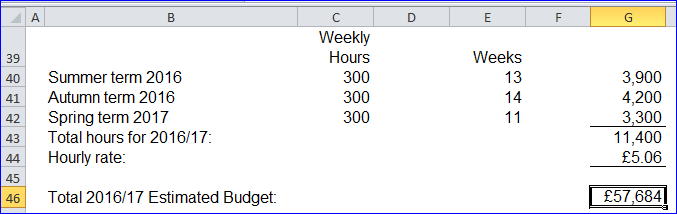 A B C D E F G
Weekly
39 Hours Weeks
40 Summer term 2016 300 13 3,900
41 Autumn term 2016 300 14 4,200
42 Spring term 2017 300 11 3,300
43 Total hours for 2016/17: 11,400
44 Hourly rate: £5.06
45
46 Total 2016/17 Estimated Budget: £57,684